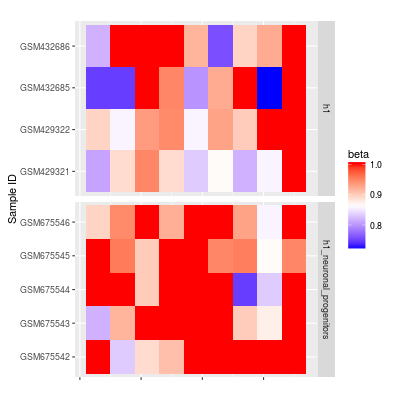 GSM432686
GSM432685
GSM429322
GSM429321
h1
GSM675546
GSM675545
GSM675544
GSM675543
GSM675542
h1_neuronal_progenitors
Sample ID
beta
1.0
0.9
0.8